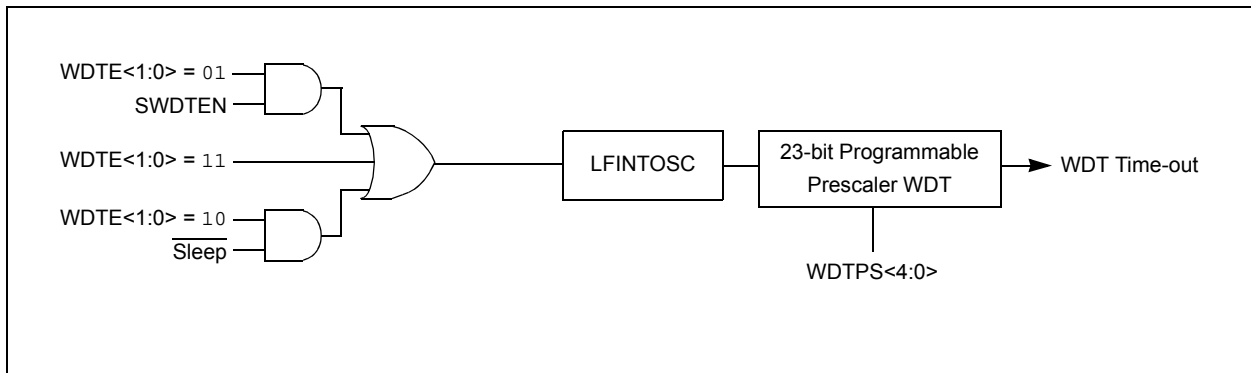 WDTE<1:0> = 01
SWDTEN
WDTE<1:0> = 11
WDTE<1:0> = 10
Sleep
LFINTOSC
23-bit Programmable
Prescaler WDT
WDT Time-out
WDTPS<4:0>